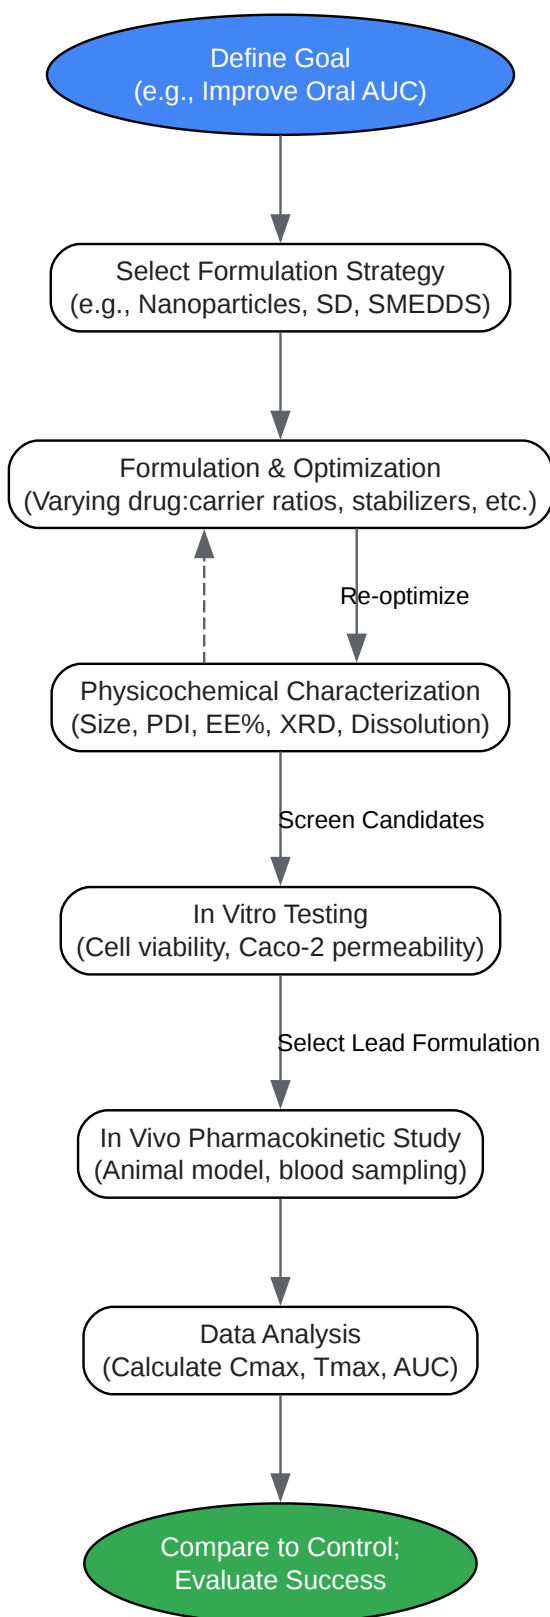 Define Goal
(e.g., Improve Oral AUC)
Select Formulation Strategy
(e.g., Nanoparticles, SD, SMEDDS)
Formulation & Optimization
(Varying drug:carrier ratios, stabilizers, etc.)
Re-optimize
Physicochemical Characterization
(Size, PDI, EE%, XRD, Dissolution)
Screen Candidates
In Vitro Testing
(Cell viability, Caco-2 permeability)
Select Lead Formulation
In Vivo Pharmacokinetic Study
(Animal model, blood sampling)
Data Analysis
(Calculate Cmax, Tmax, AUC)
Compare to Control;
Evaluate Success